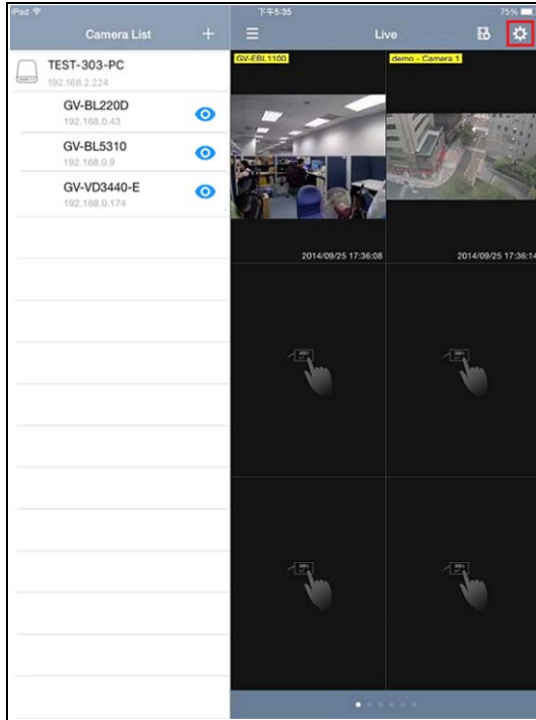 iPad
下午5:35
75%
Camera List
+
Live
TEST-303-PC
192.168.2.224
GV-BL220D
192.168.0.43
GV-BL5310
192.168.0.9
GV-VD3440-E
192.168.0.174
GV-EBL1100
demo - Camera 1
2014/09/25 17:36:08
2014/09/25 17:36:14